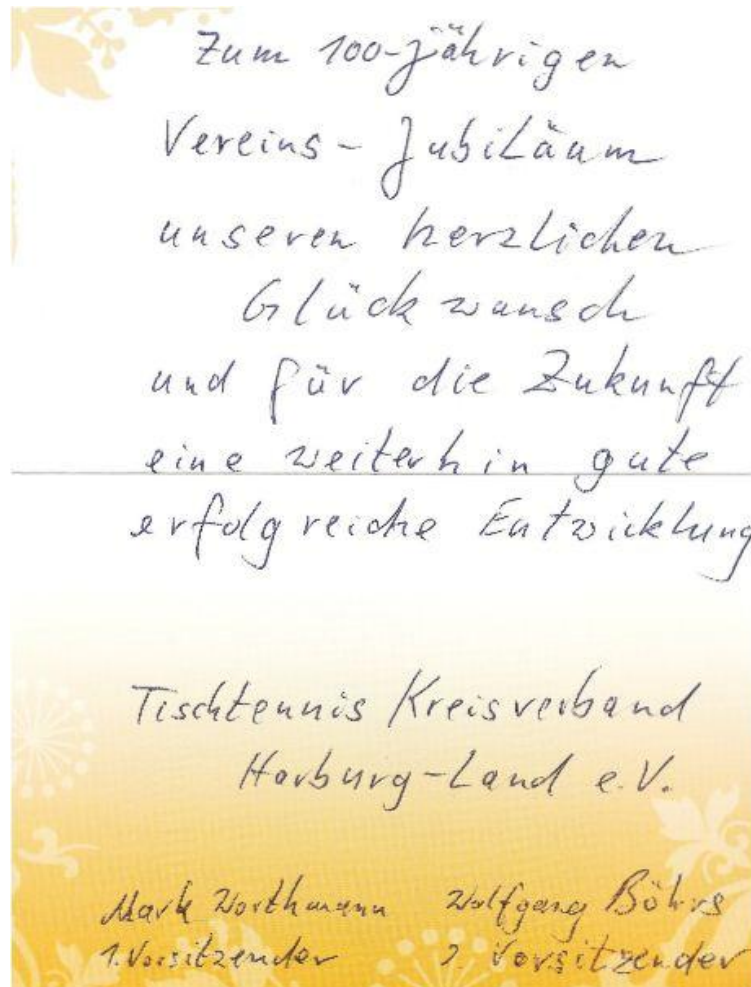 Zum 100-jährigen
Vereins-Jubiläum
unseren herzlichen
Glückwunsch
und für die Zukunft
eine weiterhin gute
erfolgreiche Entwicklung
Tischtennis Kreisverband
Harburg-Land e.V.
Mark Worthmann Wolfgang Böhrs
1. Vorsitzender 2. Vorsitzender